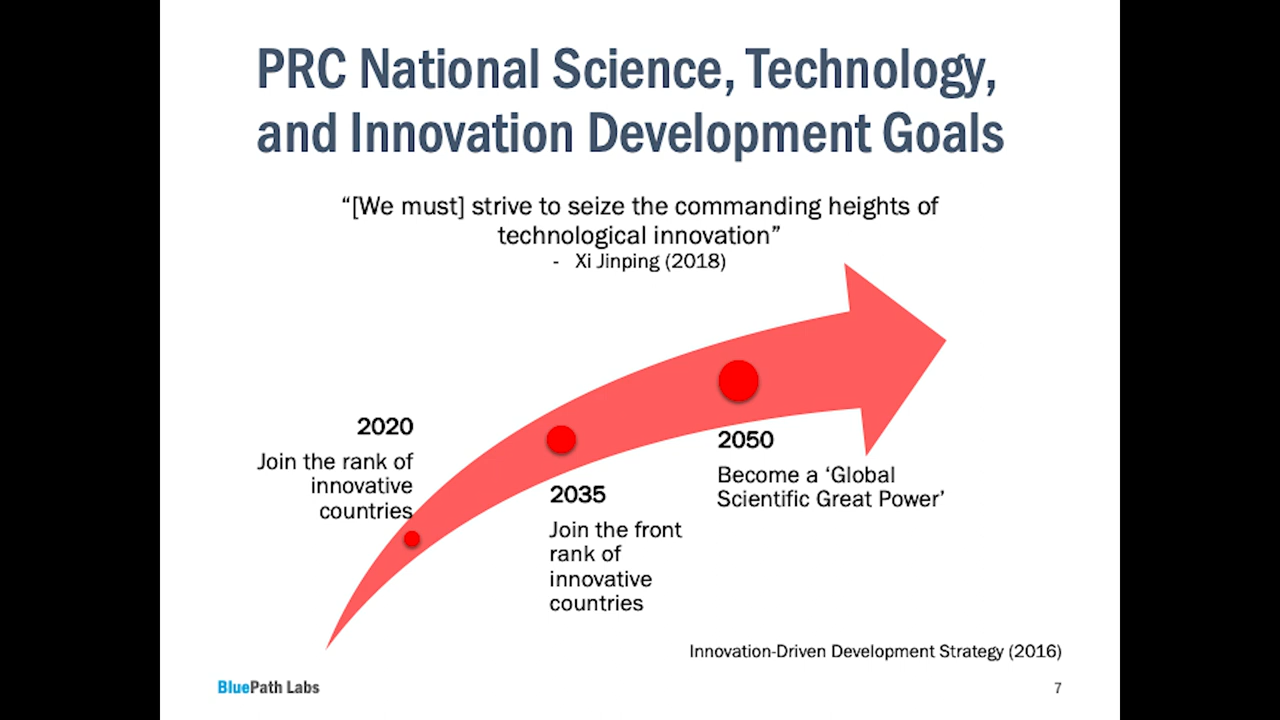 PRC National Science, Technology,
and Innovation Development Goals
“[We must] strive to seize the commanding heights of
technological innovation”
- Xi Jinping (2018)
2020
Join the rank of
innovative
countries
2035
Join the front
rank of
innovative
countries
2050
Become a ‘Global
Scientific Great Power’
Innovation-Driven Development Strategy (2016)
BluePath Labs
7